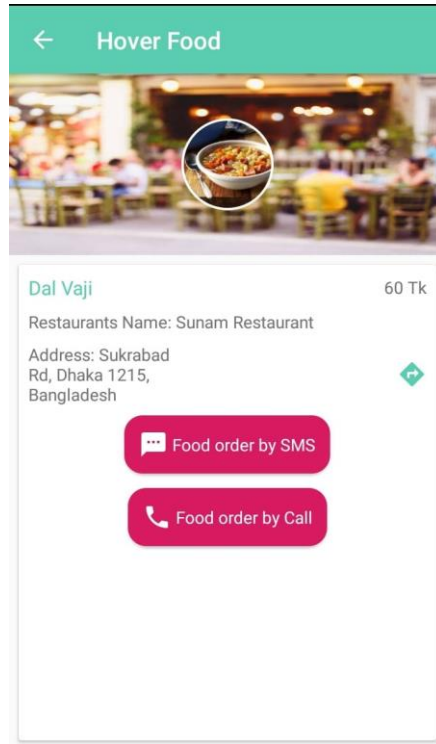 Hover Food
Dal Vaji
60 Tk
Restaurants Name: Sunam Restaurant
Address: Sukrabad
Rd, Dhaka 1215,
Bangladesh
Food order by SMS
Food order by Call